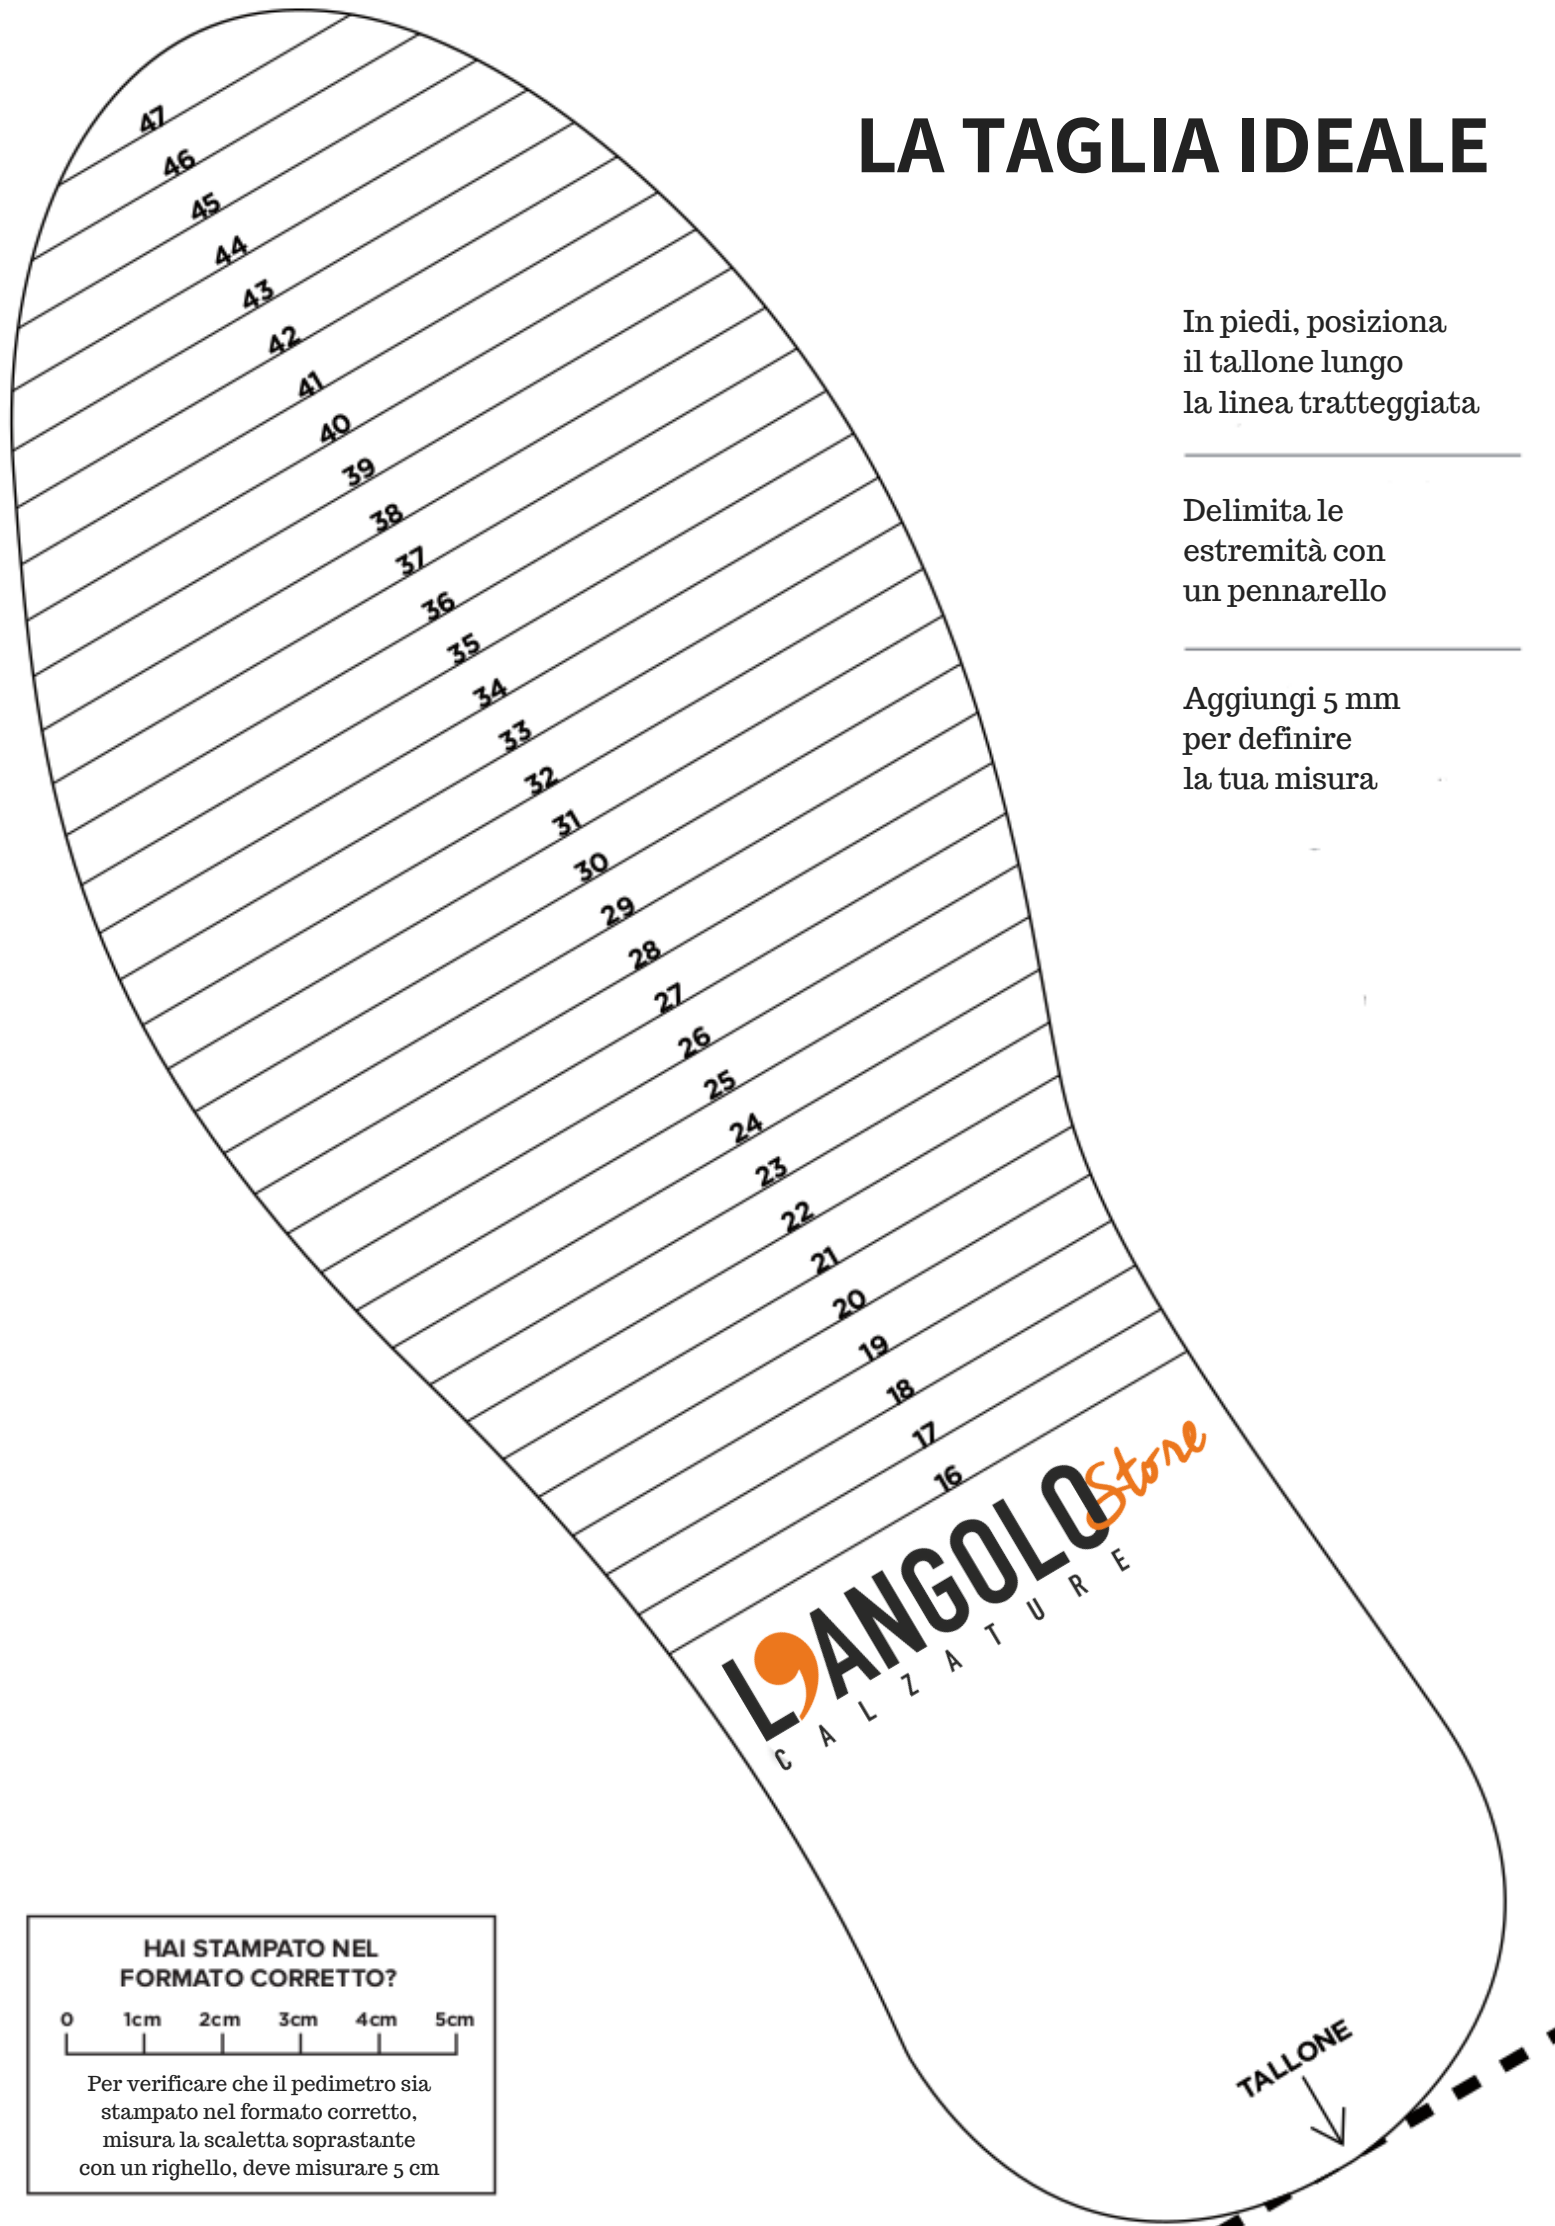 LA TAGLIA IDEALE
In piedi, posiziona
il tallone lungo
la linea tratteggiata
Delimita le
estremità con
un pennarello
Aggiungi 5 mm
per definire
la tua misura
47
46
45
44
43
42
41
40
39
38
37
36
35
34
33
32
31
30
29
28
27
26
25
24
23
22
21
20
19
18
17
16
L'ANGOLO Store
CALZATURE
TALLONE
HAI STAMPATO NEL
FORMATO CORRETTO?
0 1cm 2cm 3cm 4cm 5cm
Per verificare che il pedimetro sia
stampato nel formato corretto,
misura la scaletta soprastante
con un righello, deve misurare 5 cm